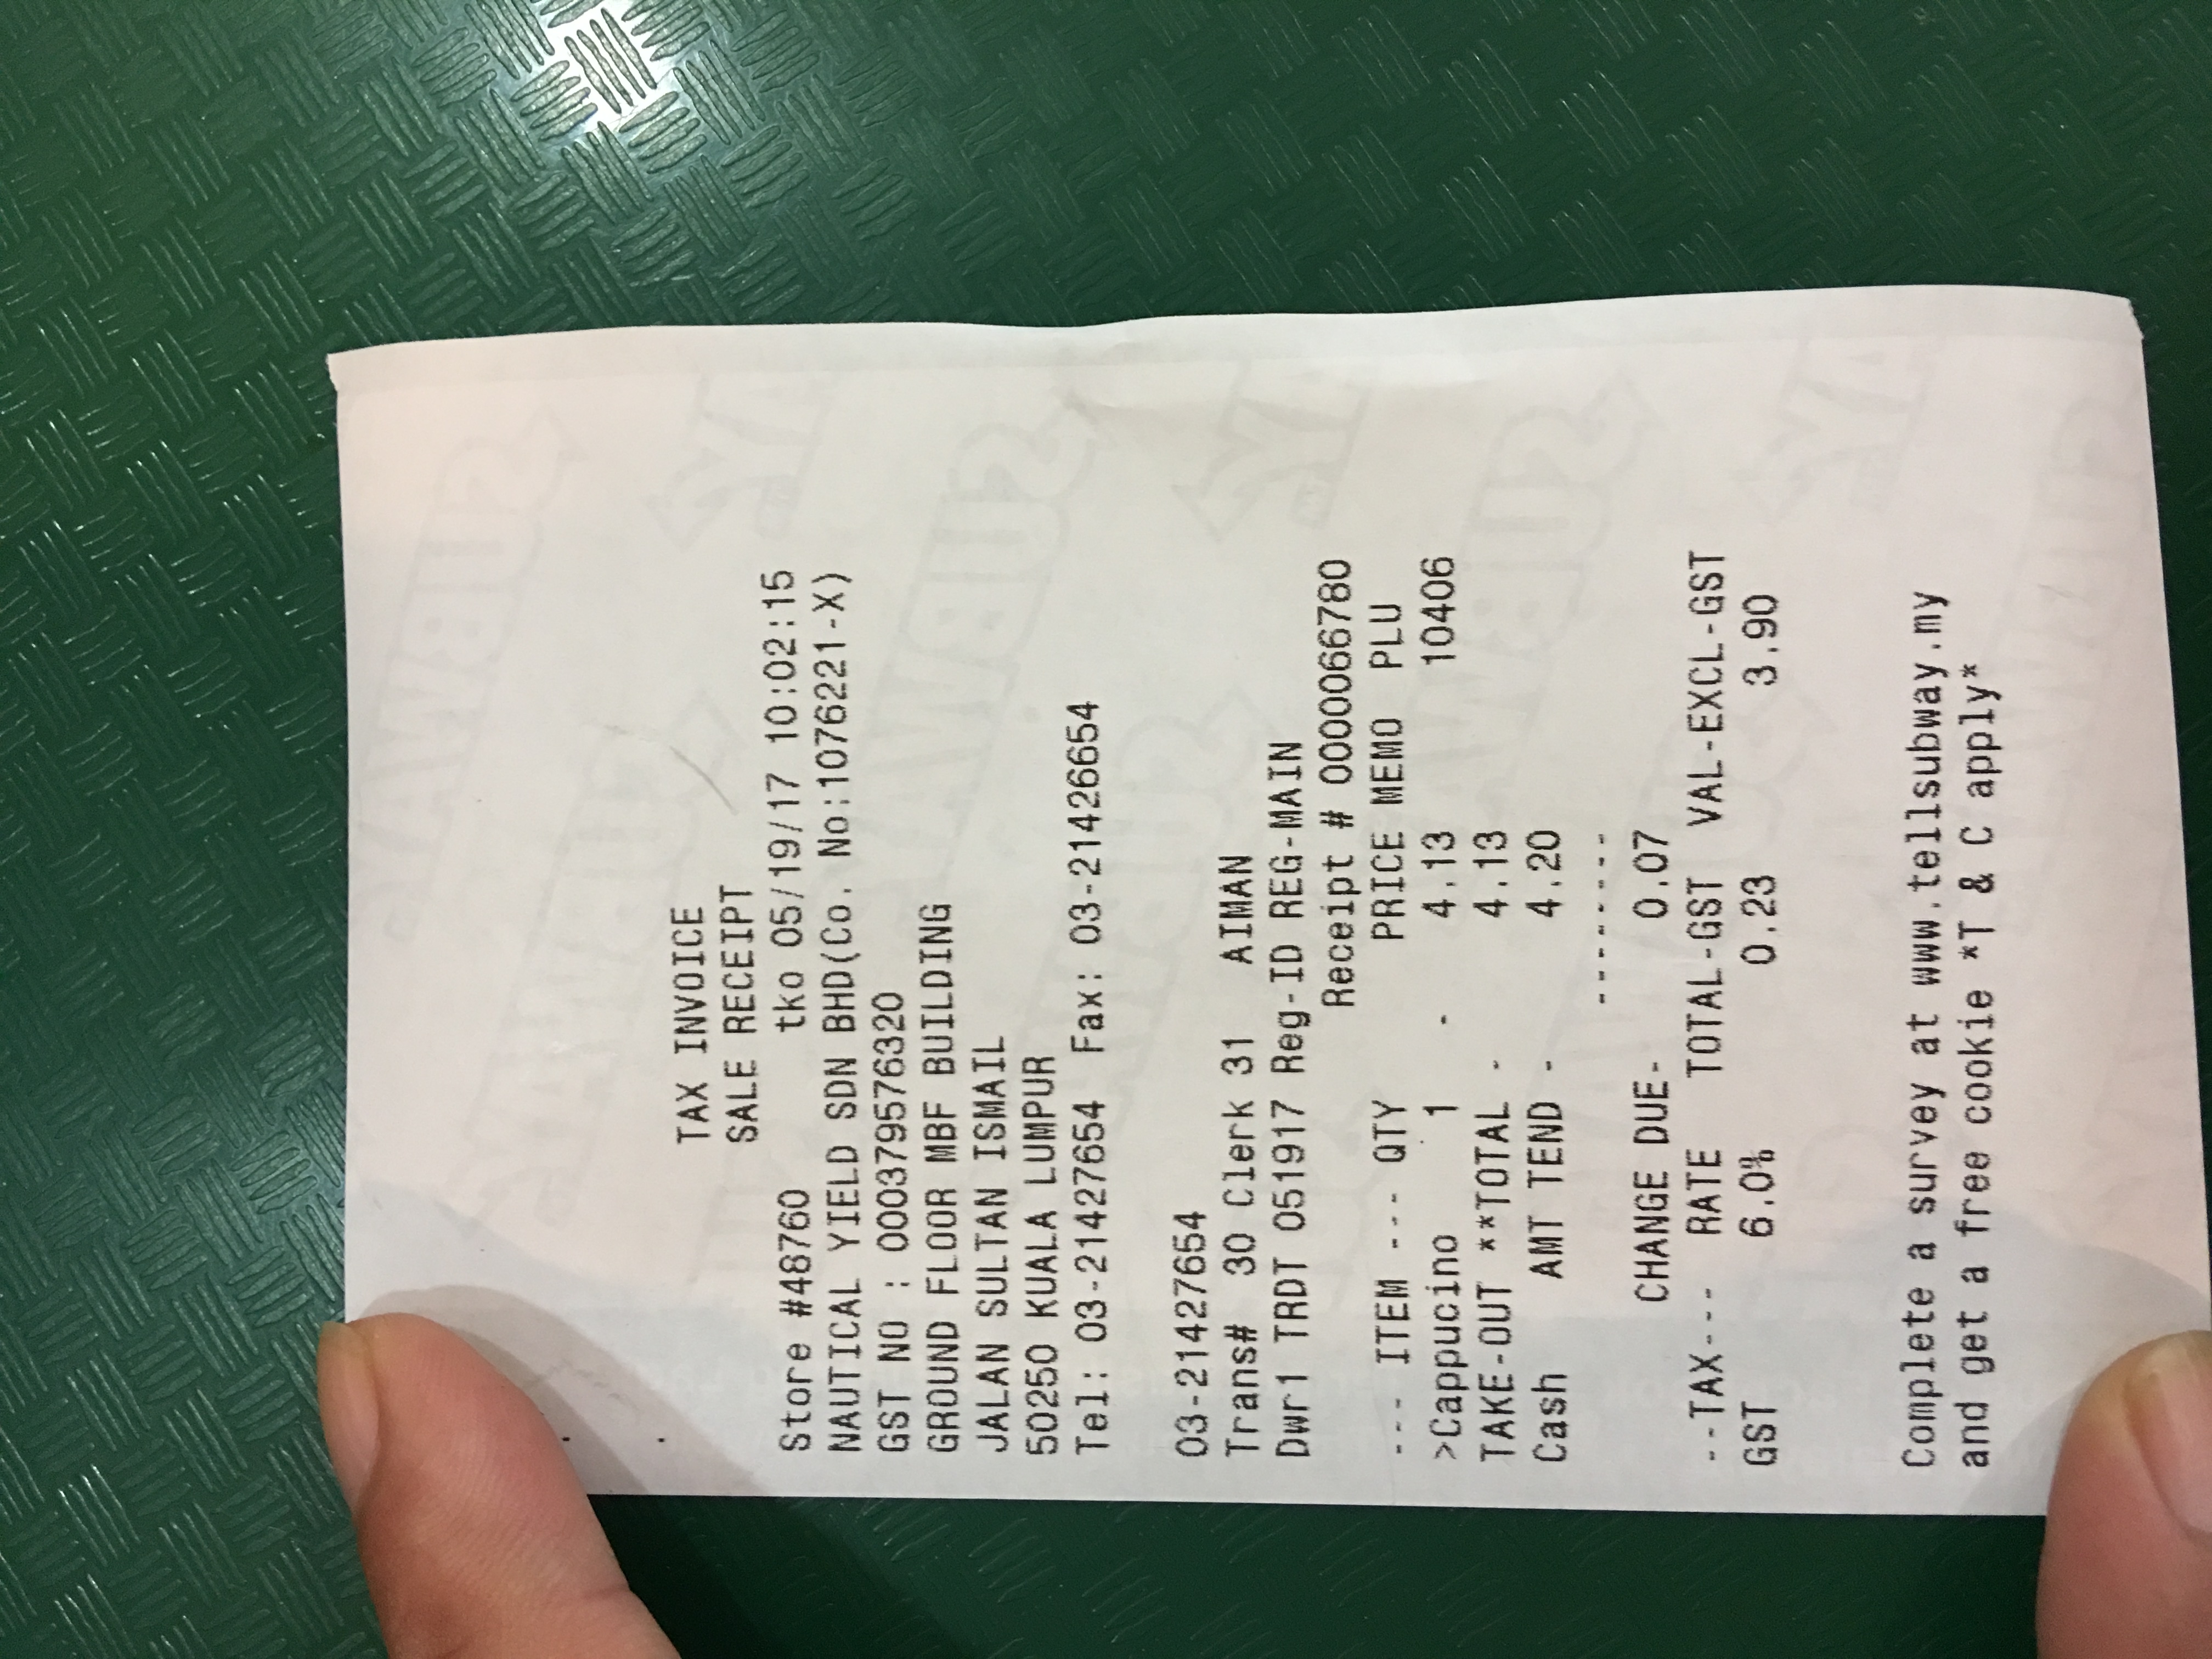 TAX INVOICE
SALE RECEIPT
Store #48760 tko 05/19/17 10:02:15
NAUTICAL YIELD SDN BHD(Co. No:1076221-X)
GST NO : 000379576320
GROUND FLOOR MBF BUILDING
JALAN SULTAN ISMAIL
50250 KUALA LUMPUR
Tel: 03-21427654 Fax: 03-21426654
03-21427654
Trans# 30 Clerk 31 AIMAN
Dwr1 TRDT 051917 Reg-ID REG-MAIN
Receipt # 0000066780
--- ITEM --- QTY PRICE MEMO PLU
>Cappucino 1 - 4.13 10406
TAKE-OUT **TOTAL - 4.13
Cash AMT TEND - 4.20
--------
CHANGE DUE- 0.07
--TAX--- RATE TOTAL-GST VAL-EXCL-GST
GST 6.0% 0.23 3.90
Complete a survey at www.tellsubway.my
and get a free cookie *T & C apply*